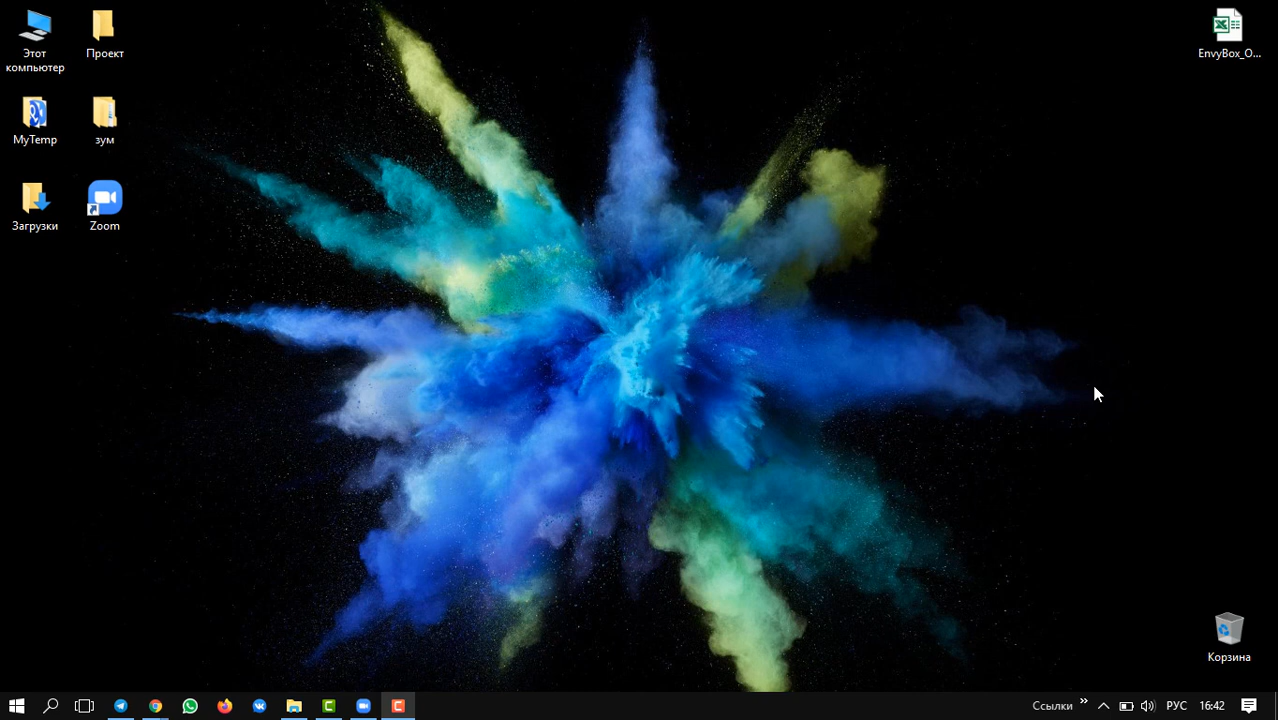 Этот
компьютер
Проект
EnvyBox_O...
MyTemp
зум
Загрузки
Zoom
Корзина
Ссылки
РУС
16:42